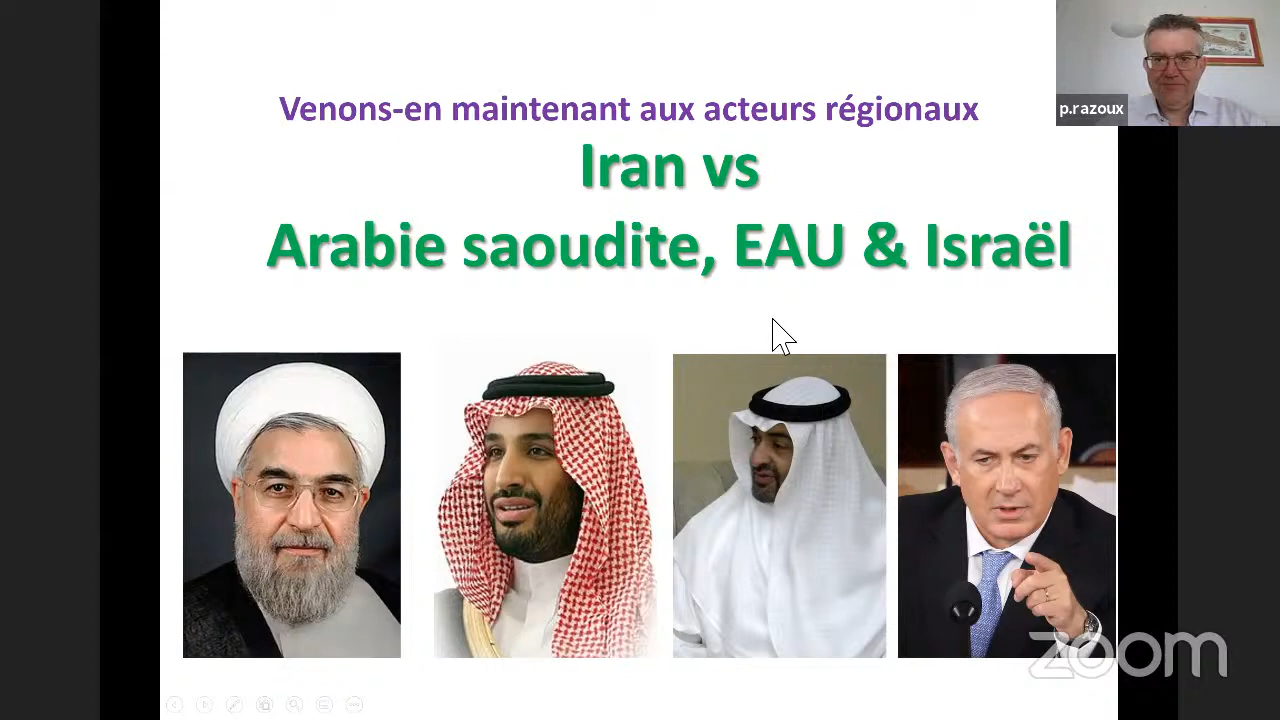 Venons-en maintenant aux acteurs régionaux
Iran vs
Arabie saoudite, EAU & Israël
p.razoux
zoom